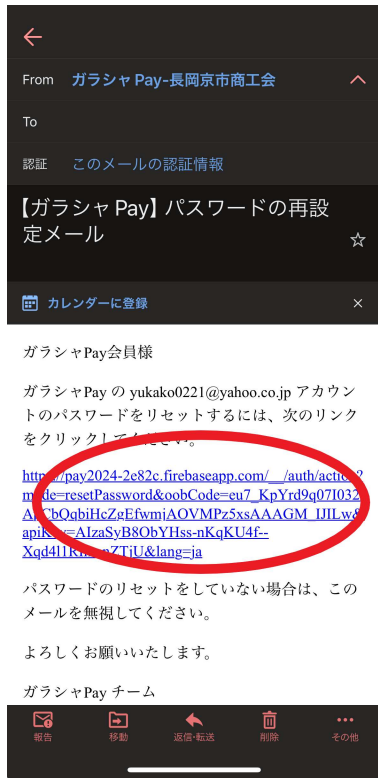 From ガラシャ Pay-長岡京市商工会
To
認証 このメールの認証情報
【ガラシャ Pay】パスワードの再設
定メール
カレンダーに登録
ガラシャPay会員様
ガラシャPay の yukako0221@yahoo.co.jp アカウン
トのパスワードをリセットするには、次のリンク
をクリックしてください。
pay2024-2e82c.firebaseapp.com/__/auth/action?
mode=resetPassword&oobCode=eu7_KpYrd9q07I032
YHss-nKqKU4f--
&lang=ja
パスワードのリセットをしていない場合は、この
メールを無視してください。
よろしくお願いいたします。
ガラシャPay チーム
報告 移動 返信・転送 削除 その他